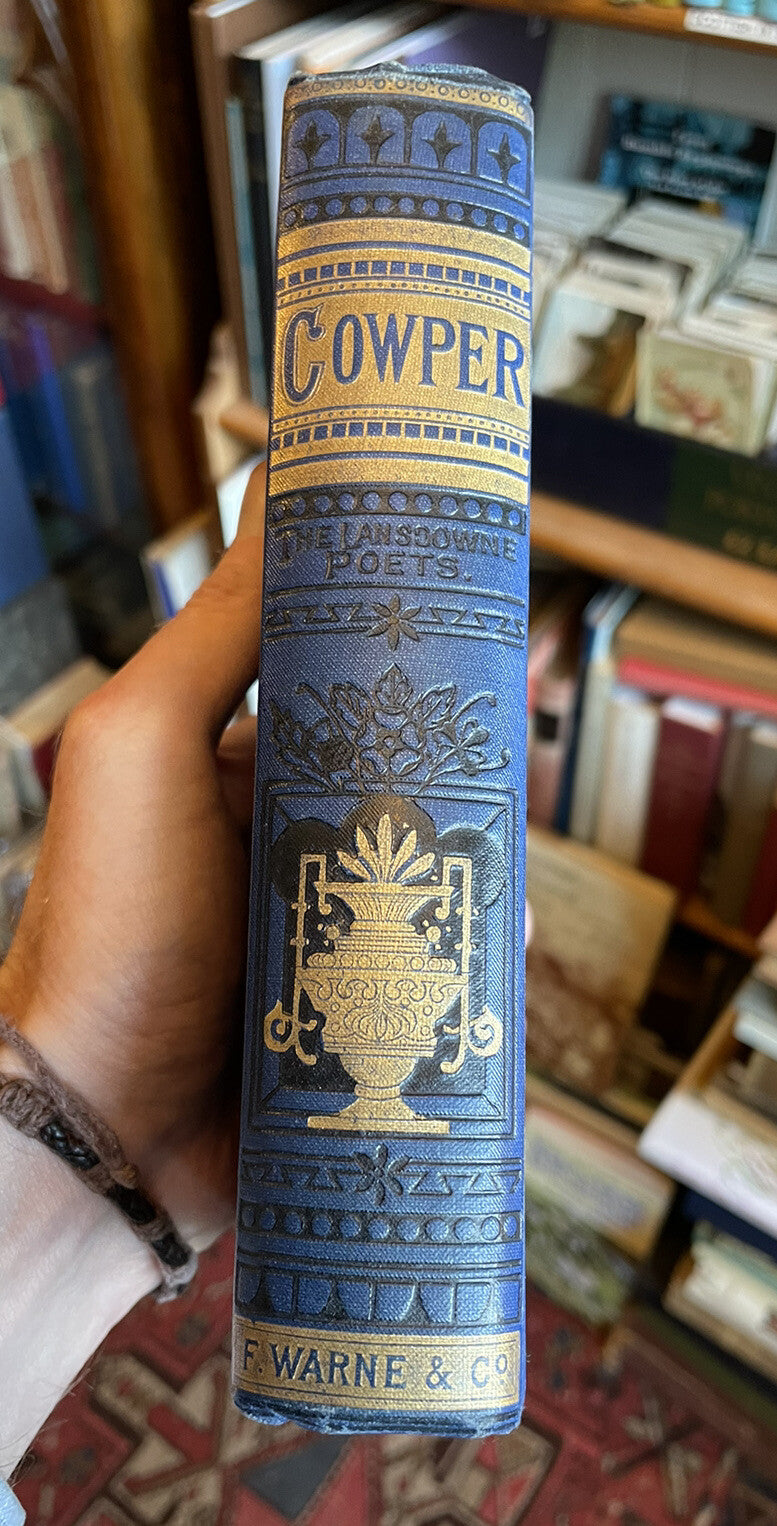 COWPER
THE LANSDOWNE
POETS.
F. WARNE & Co.